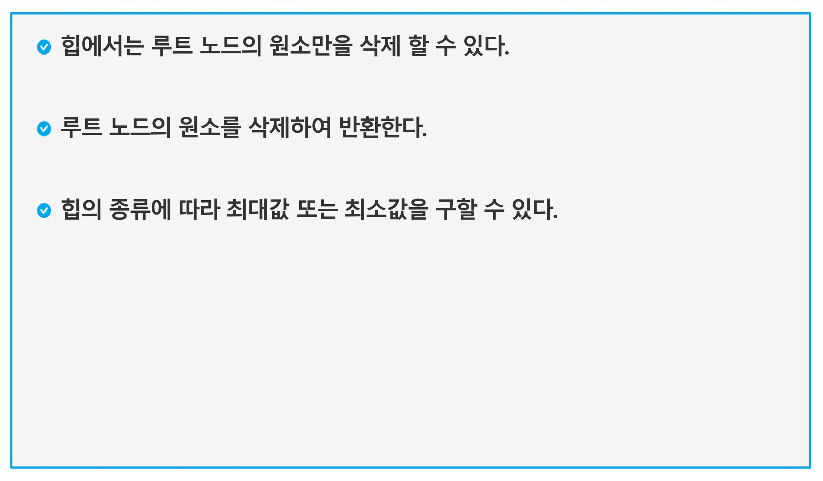 힙에서는 루트 노드의 원소만을 삭제 할 수 있다.
루트 노드의 원소를 삭제하여 반환한다.
힙의 종류에 따라 최대값 또는 최소값을 구할 수 있다.